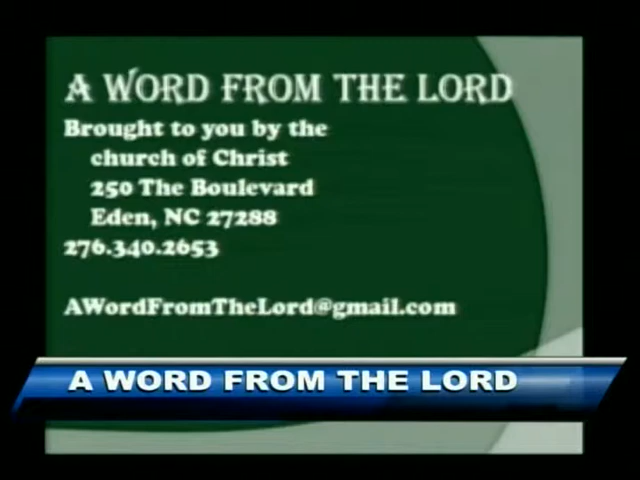 A WORD FROM THE LORD
Brought to you by the
church of Christ
250 The Boulevard
Eden, NC 27288
276.340.2653
AWordFromTheLord@gmail.com
A WORD FROM THE LORD